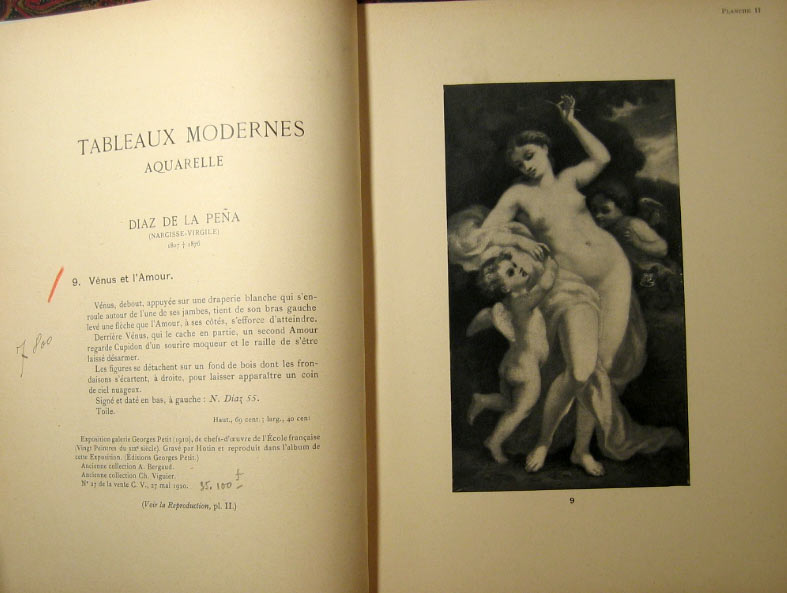 TABLEAUX MODERNES
AQUARELLE
DIAZ DE LA PEÑA
(NARCISSE-VIRGILE)
1807 † 1876
9. Vénus et l'Amour.
Vénus, debout, appuyée sur une draperie blanche qui s'en-
roule autour de l'une de ses jambes, tient de son bras gauche
levé une flèche que l'Amour, à ses côtés, s'efforce d'atteindre.
Derrière Vénus, qui le cache en partie, un second Amour
regarde Cupidon d'un sourire moqueur et le raille de s'être
laissé désarmer.
Les figures se détachent sur un fond de bois dont les fron-
daisons s'écartent, à droite, pour laisser apparaître un coin
de ciel nuageux.
Signé et daté en bas, à gauche : N. Diaz 55.
Toile.
Haut., 69 cent.; larg., 40 cent.
7 800
Exposition galerie Georges Petit (1910), de chefs-d'œuvre de l'École française
(Vingt Peintres du XIXe siècle). Gravé par Hotin et reproduit dans l'album de
cette Exposition. (Éditions Georges Petit.)
Ancienne collection A. Bergaud.
Ancienne collection Ch. Viguier.
N° 27 de la vente C. V., 27 mai 1920. 35.100
(Voir la Reproduction, pl. II.)
PLANCHE II
9